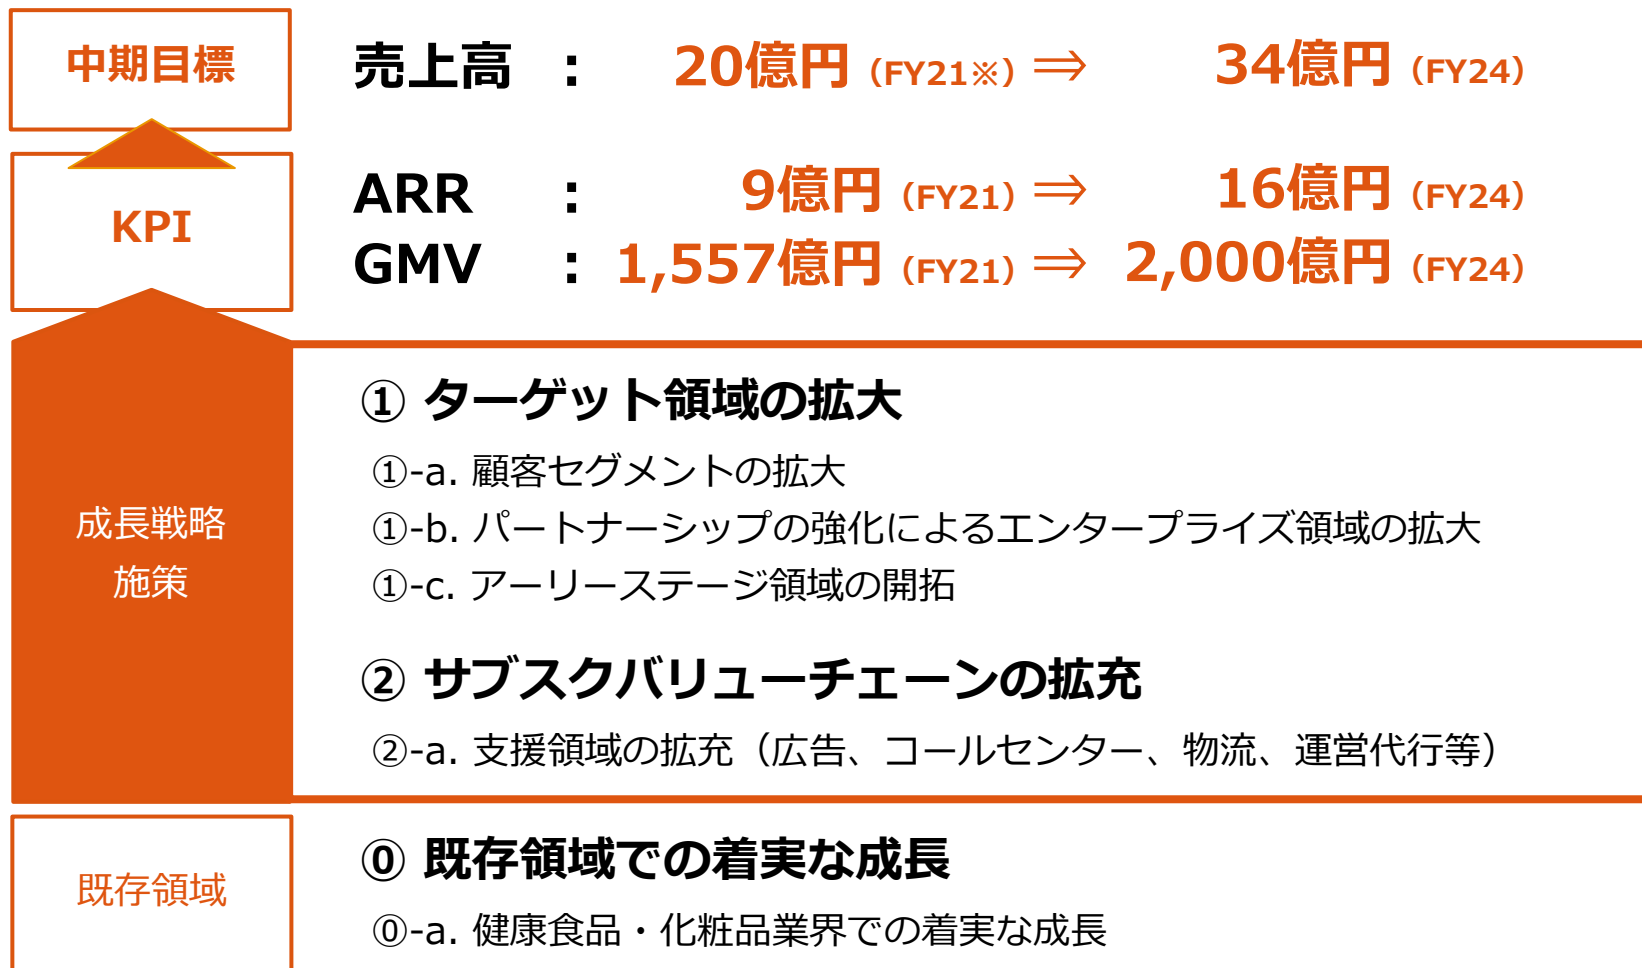 中期目標
売上高 : 20億円（FY21※）⇒ 34億円（FY24）
KPI
ARR : 9億円（FY21）⇒ 16億円（FY24）
GMV : 1,557億円（FY21）⇒ 2,000億円（FY24）
成長戦略
施策
① ターゲット領域の拡大
①-a. 顧客セグメントの拡大
①-b. パートナーシップの強化によるエンタープライズ領域の拡大
①-c. アーリーステージ領域の開拓
② サブスクバリューチェーンの拡充
②-a. 支援領域の拡充（広告、コールセンター、物流、運営代行等）
既存領域
⓪ 既存領域での着実な成長
⓪-a. 健康食品・化粧品業界での着実な成長